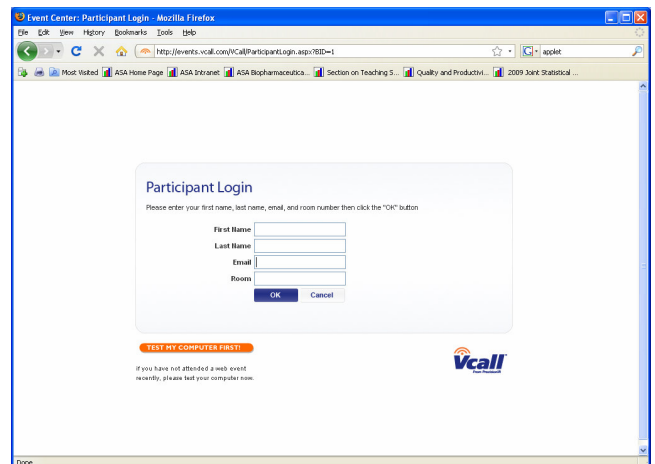 Event Center: Participant Login - Mozilla Firefox
File Edit View History Bookmarks Tools Help
http://events.vcall.com/VCall/ParticipantLogin.aspx?BID=1
G applet
Most Visited ASA Home Page ASA Intranet ASA Biopharmaceutica... Section on Teaching S... Quality and Productivi... 2009 Joint Statistical ...
Participant Login
Please enter your first name, last name, email, and room number then click the "OK" button
First Name
Last Name
Email
Room
OK Cancel
TEST MY COMPUTER FIRST!
Vcall
if you have not attended a web event
recently, please test your computer now.
Done